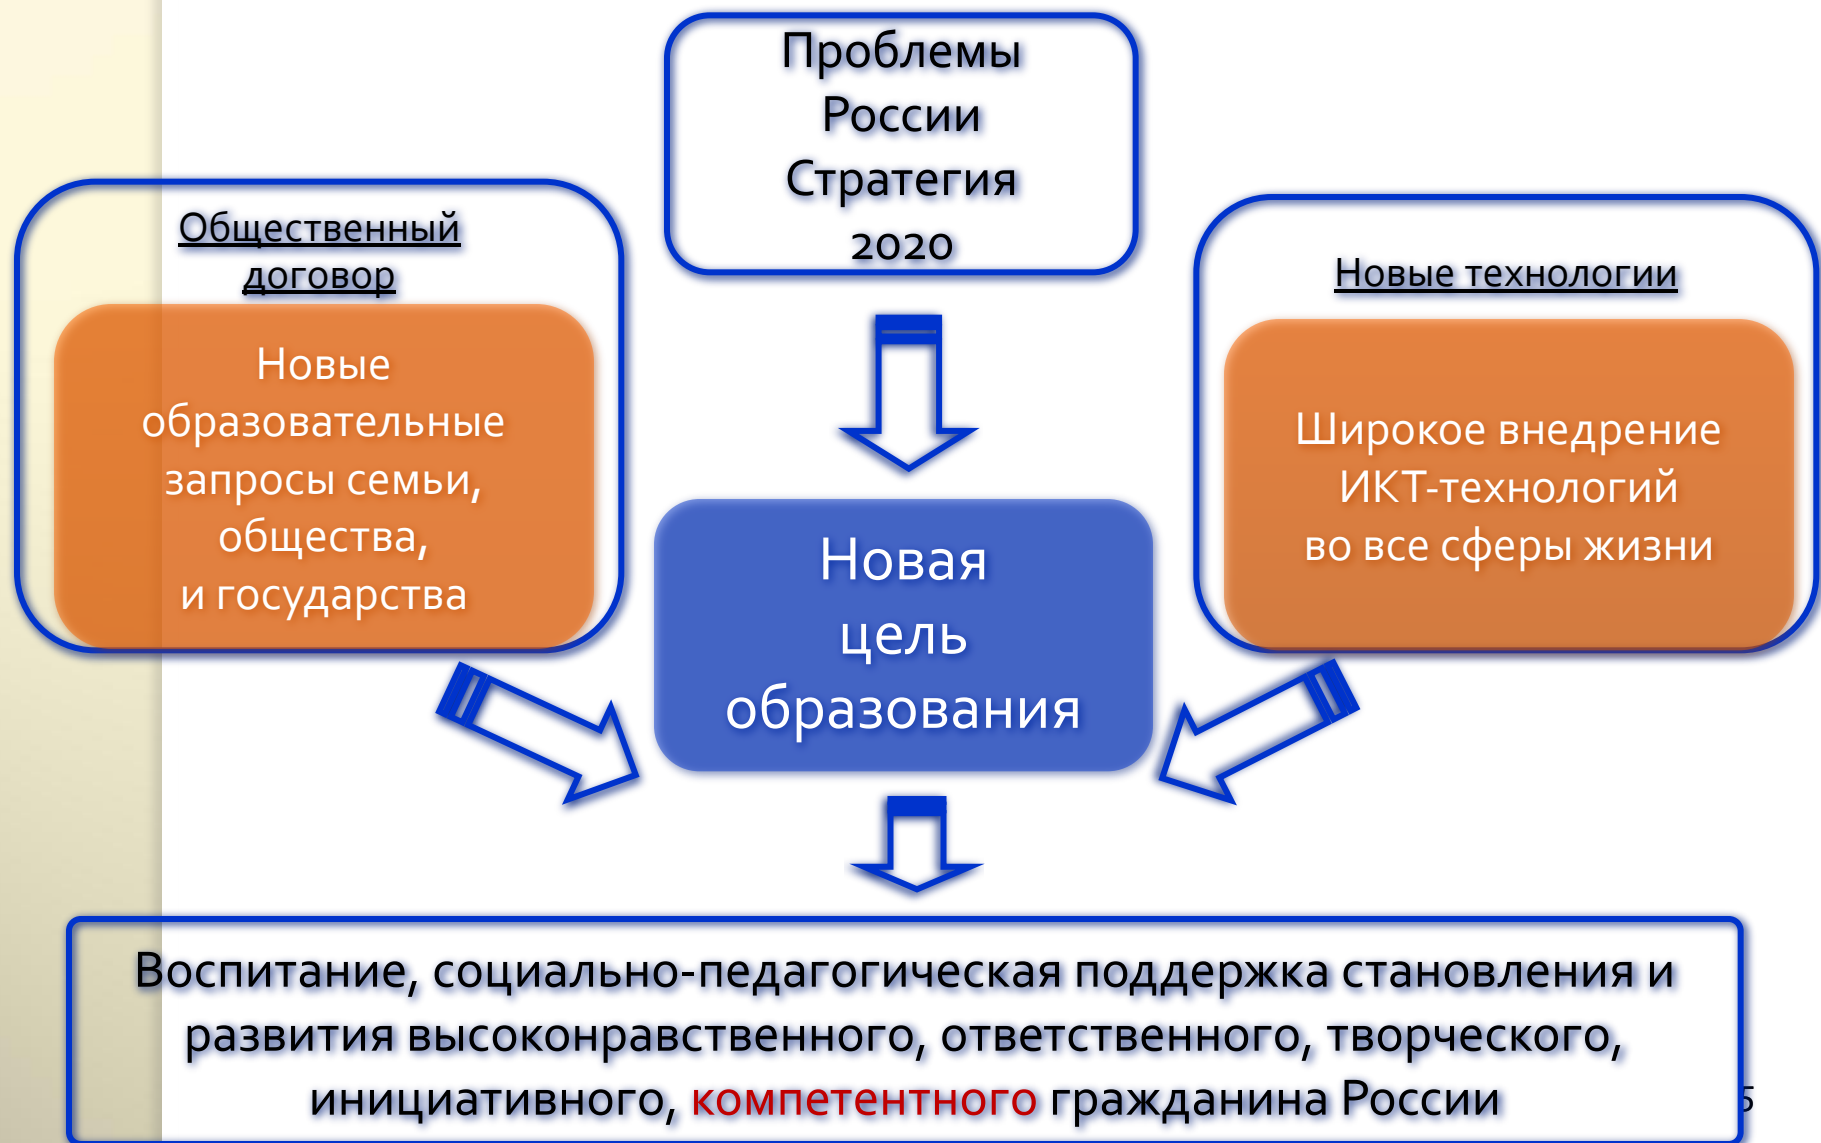 Проблемы
России
Стратегия
2020
Общественный
договор
Новые
образовательные
запросы семьи,
общества,
и государства
Новые технологии
Широкое внедрение
ИКТ-технологий
во все сферы жизни
Новая
цель
образования
Воспитание, социально-педагогическая поддержка становления и
развития высоконравственного, ответственного, творческого,
инициативного, компетентного гражданина России
5